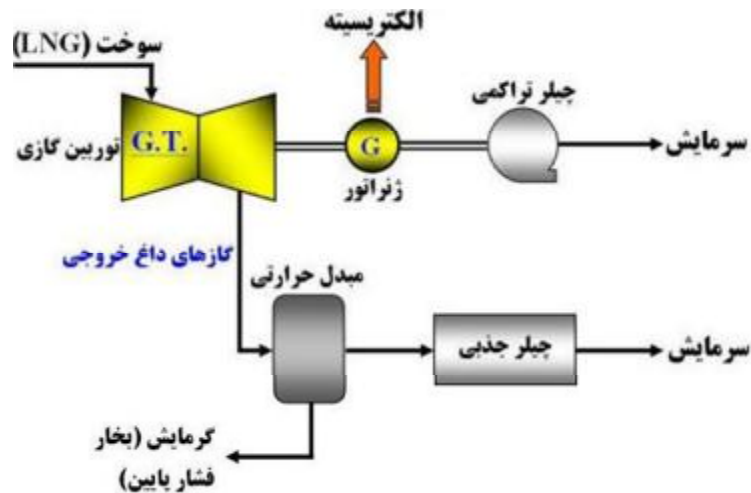 سوخت (LNG)
الکتریسیته
چیلر تراکمی
توربین گازی
G.T.
G
سرمایش
ژنراتور
گازهای داغ خروجی
مبدل حرارتی
چیلر جذبی
سرمایش
گرمایش (بخار
فشار پایین)